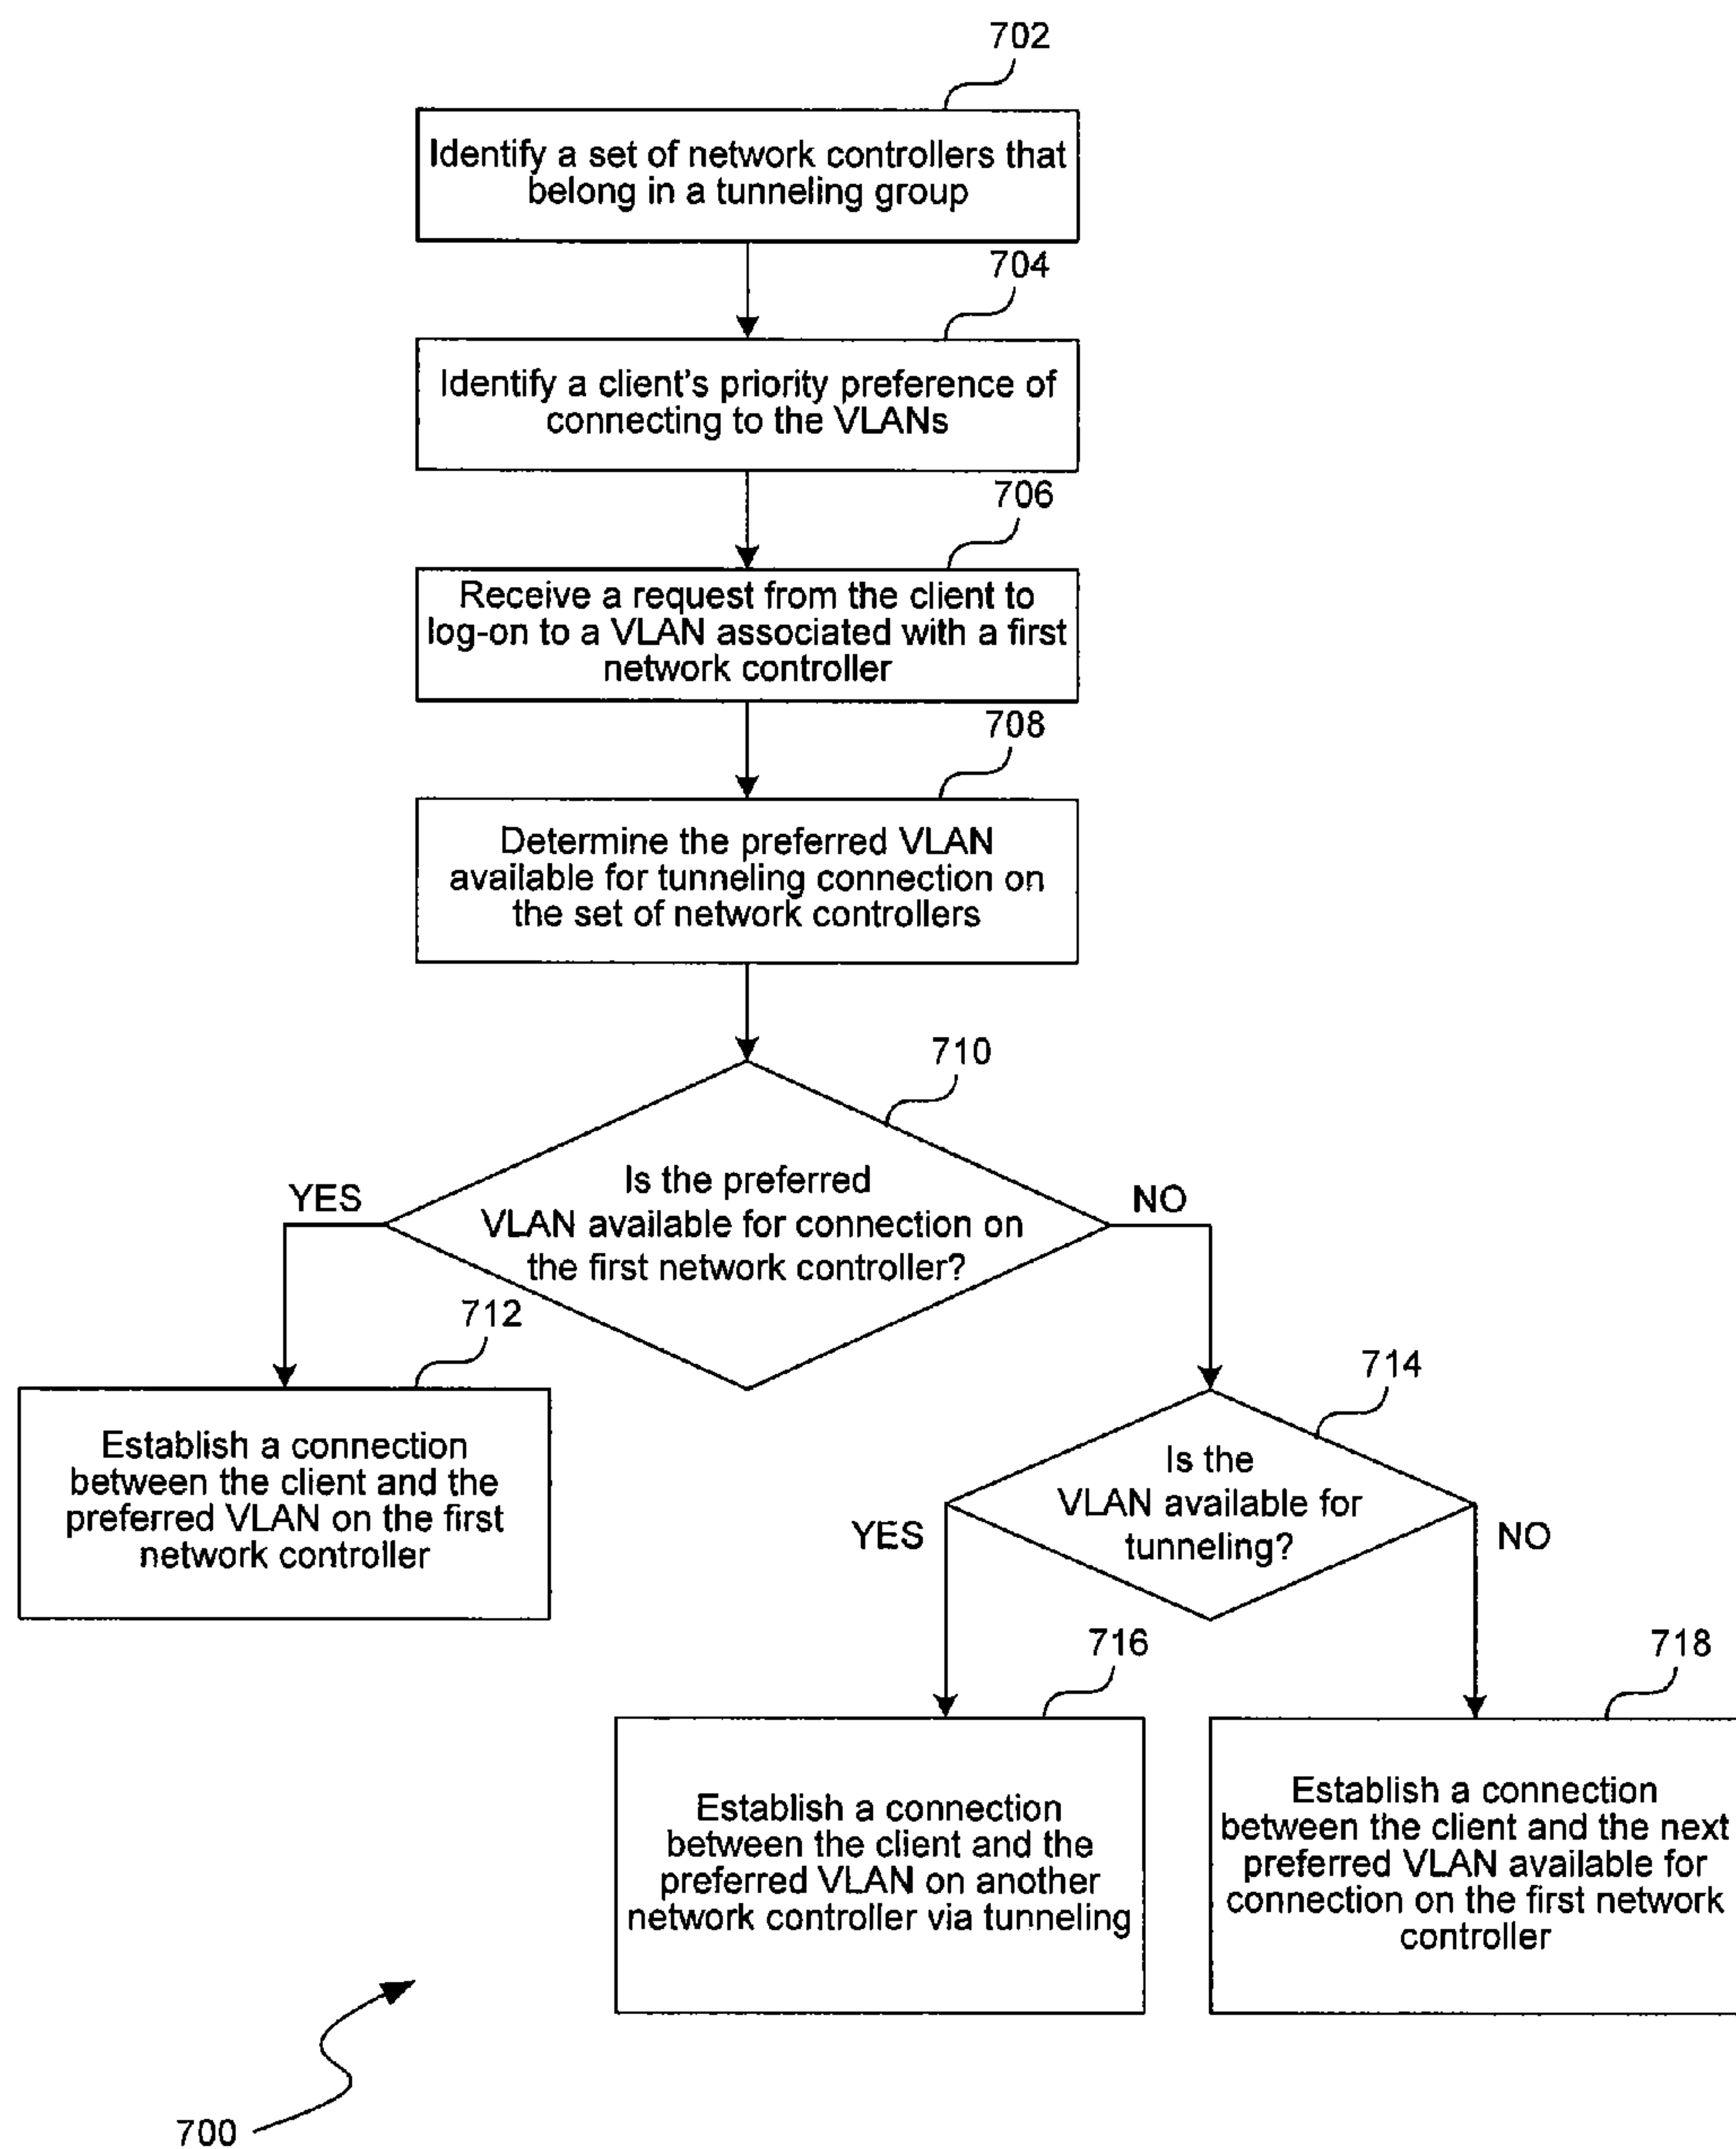 702
Identify a set of network controllers that
belong in a tunneling group
704
Identify a client's priority preference of
connecting to the VLANs
706
Receive a request from the client to
log-on to a VLAN associated with a first
network controller
708
Determine the preferred VLAN
available for tunneling connection on
the set of network controllers
710
Is the preferred
VLAN available for connection on
the first network controller?
YES
NO
712
Establish a connection
between the client and the
preferred VLAN on the first
network controller
714
Is the
VLAN available for
tunneling?
YES
NO
716
Establish a connection
between the client and the
preferred VLAN on another
network controller via tunneling
718
Establish a connection
between the client and the next
preferred VLAN available for
connection on the first network
controller
700